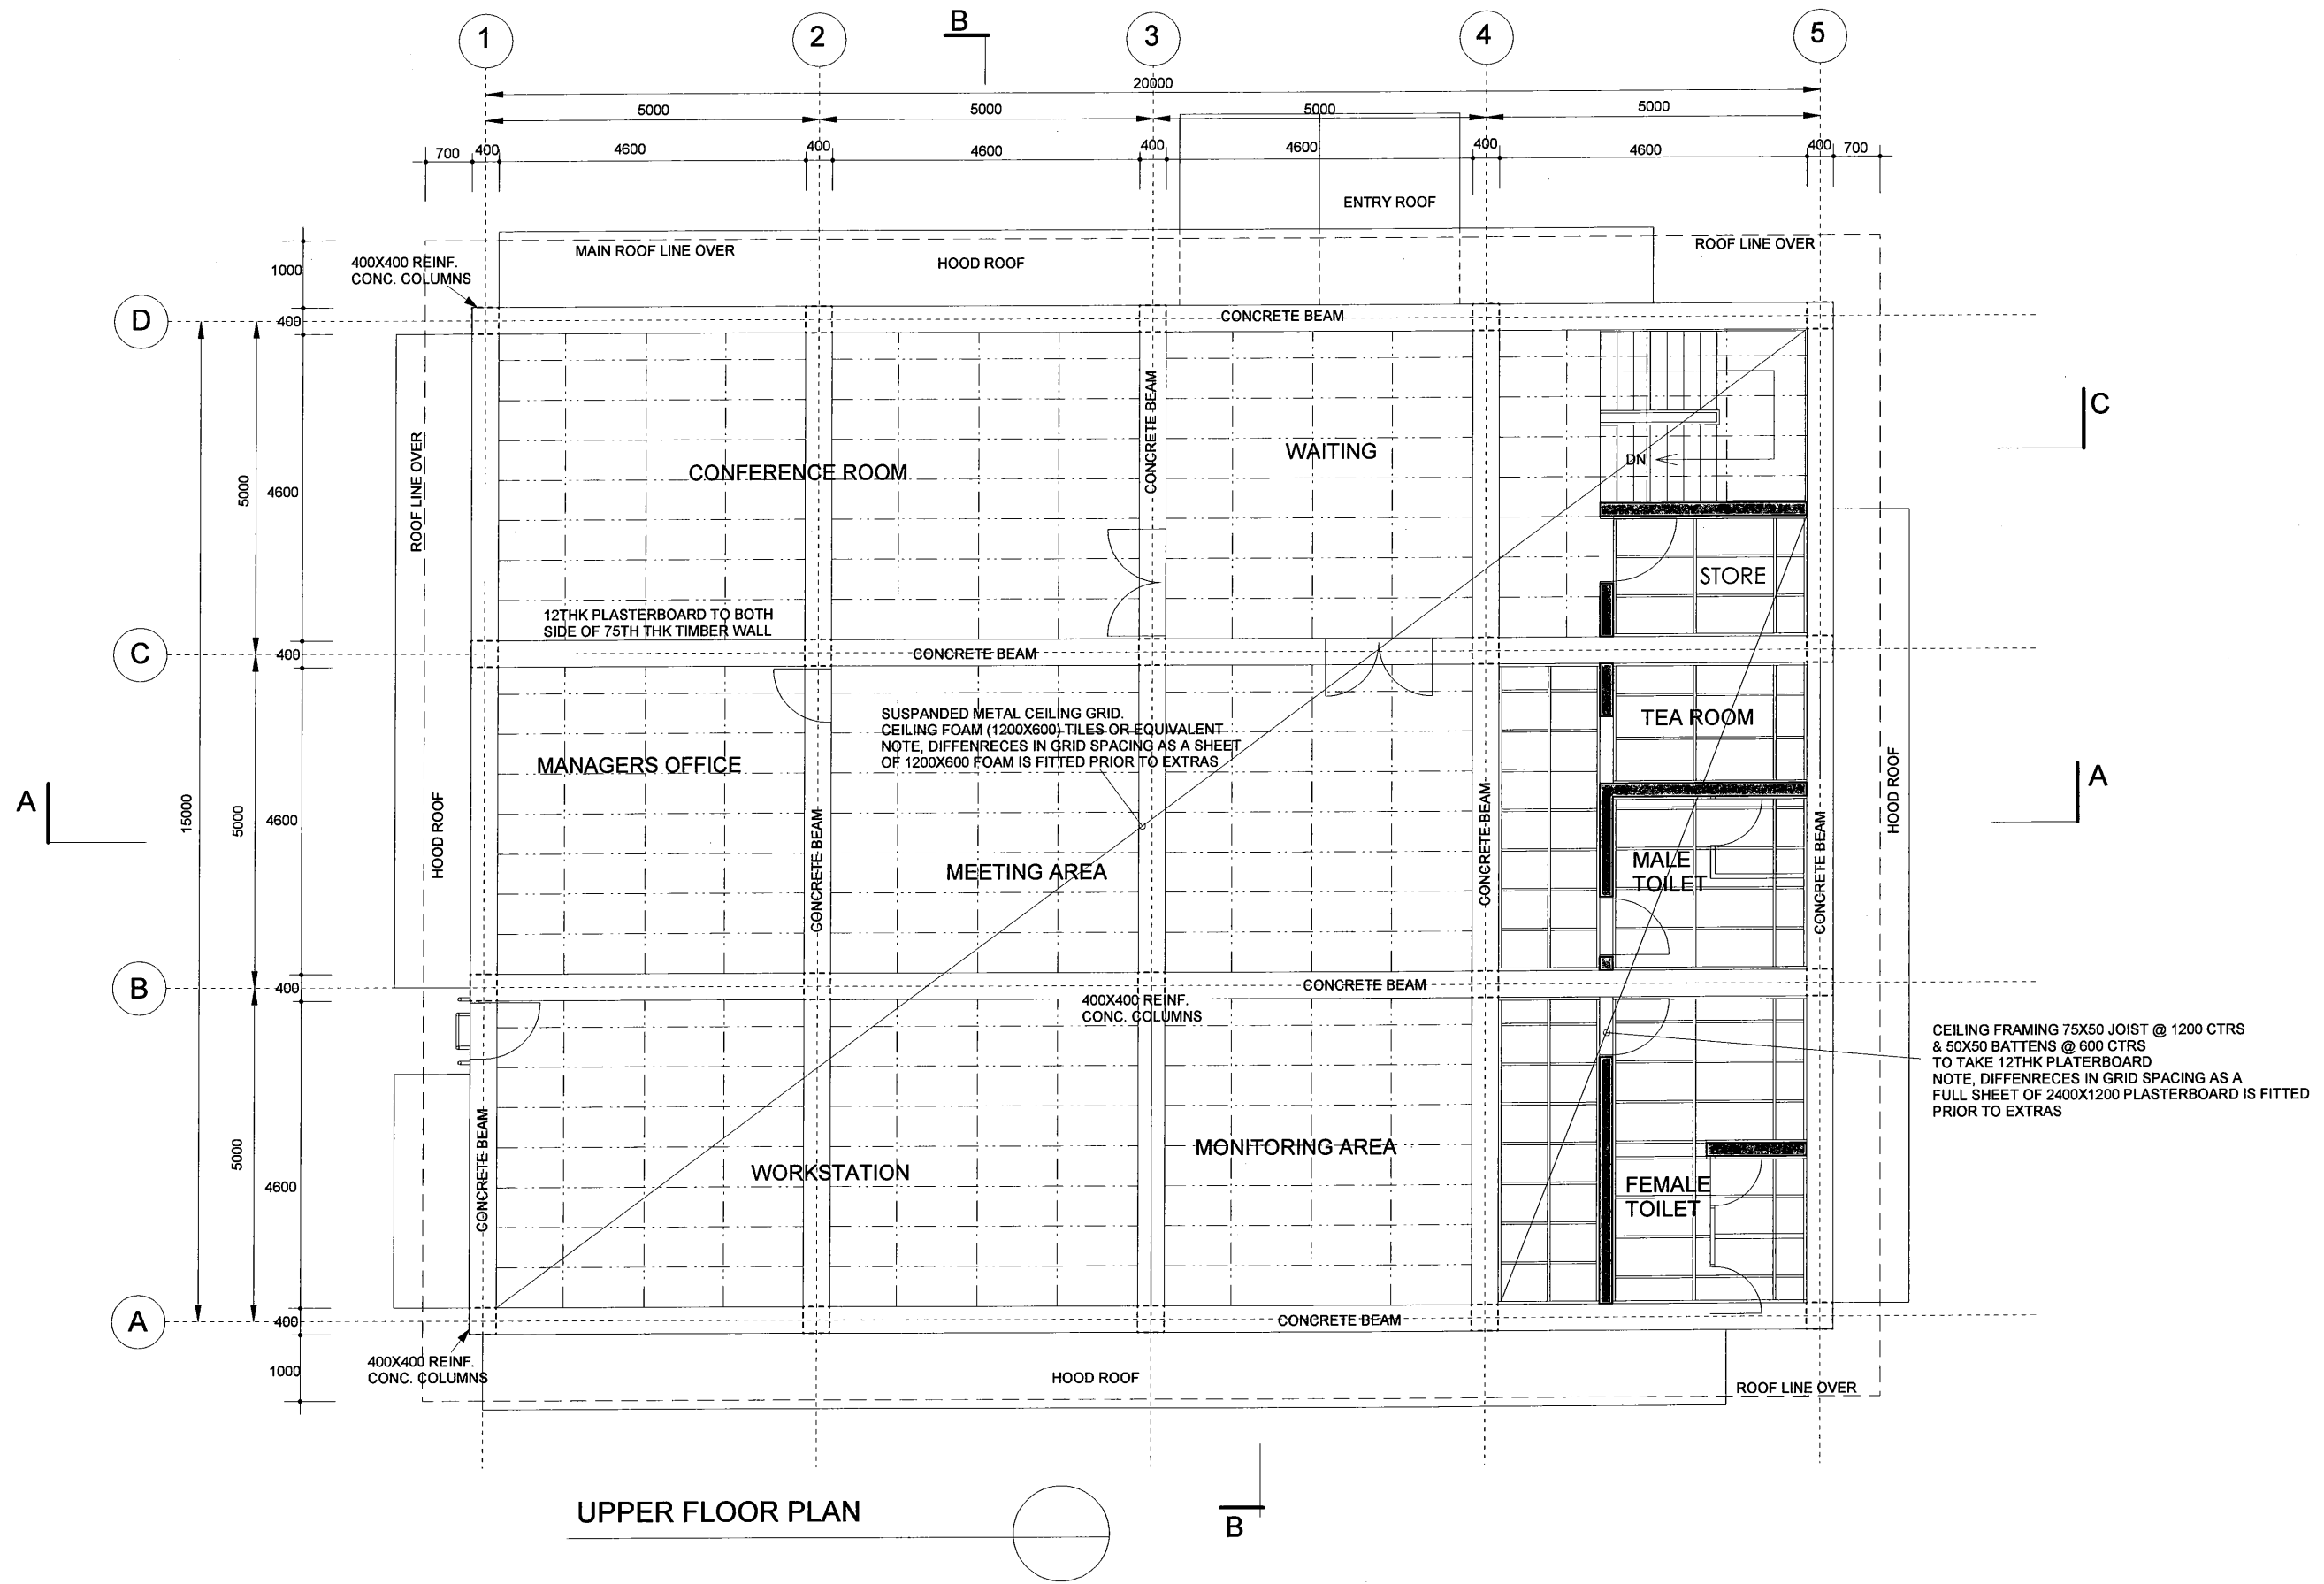 1
2
B
3
4
5
20000
5000
5000
5000
5000
700
400
4600
400
4600
400
4600
400
4600
400
700
ENTRY ROOF
MAIN ROOF LINE OVER
HOOD ROOF
ROOF LINE OVER
400X400 REINF.
CONC. COLUMNS
1000
D
400
CONCRETE BEAM
ROOF LINE OVER
5000
4600
CONFERENCE ROOM
CONCRETE BEAM
WAITING
DN
C
STORE
12THK PLASTERBOARD TO BOTH
SIDE OF 75TH THK TIMBER WALL
C
400
CONCRETE BEAM
SUSPANDED METAL CEILING GRID.
CEILING FOAM (1200X600) TILES OR EQUIVALENT
NOTE, DIFFENRECES IN GRID SPACING AS A SHEET
OF 1200X600 FOAM IS FITTED PRIOR TO EXTRAS
TEA ROOM
MANAGERS OFFICE
A
A
15000
5000
4600
HOOD ROOF
CONCRETE BEAM
MEETING AREA
CONCRETE BEAM
MALE
TOILET
CONCRETE BEAM
HOOD ROOF
B
400
CONCRETE BEAM
400X400 REINF.
CONC. COLUMNS
CEILING FRAMING 75X50 JOIST @ 1200 CTRS
& 50X50 BATTENS @ 600 CTRS
TO TAKE 12THK PLATERBOARD
NOTE, DIFFENRECES IN GRID SPACING AS A
FULL SHEET OF 2400X1200 PLASTERBOARD IS FITTED
PRIOR TO EXTRAS
5000
4600
CONCRETE BEAM
WORKSTATION
MONITORING AREA
FEMALE
TOILET
A
400
CONCRETE BEAM
400X400 REINF.
CONC. COLUMNS
1000
HOOD ROOF
ROOF LINE OVER
UPPER FLOOR PLAN
B